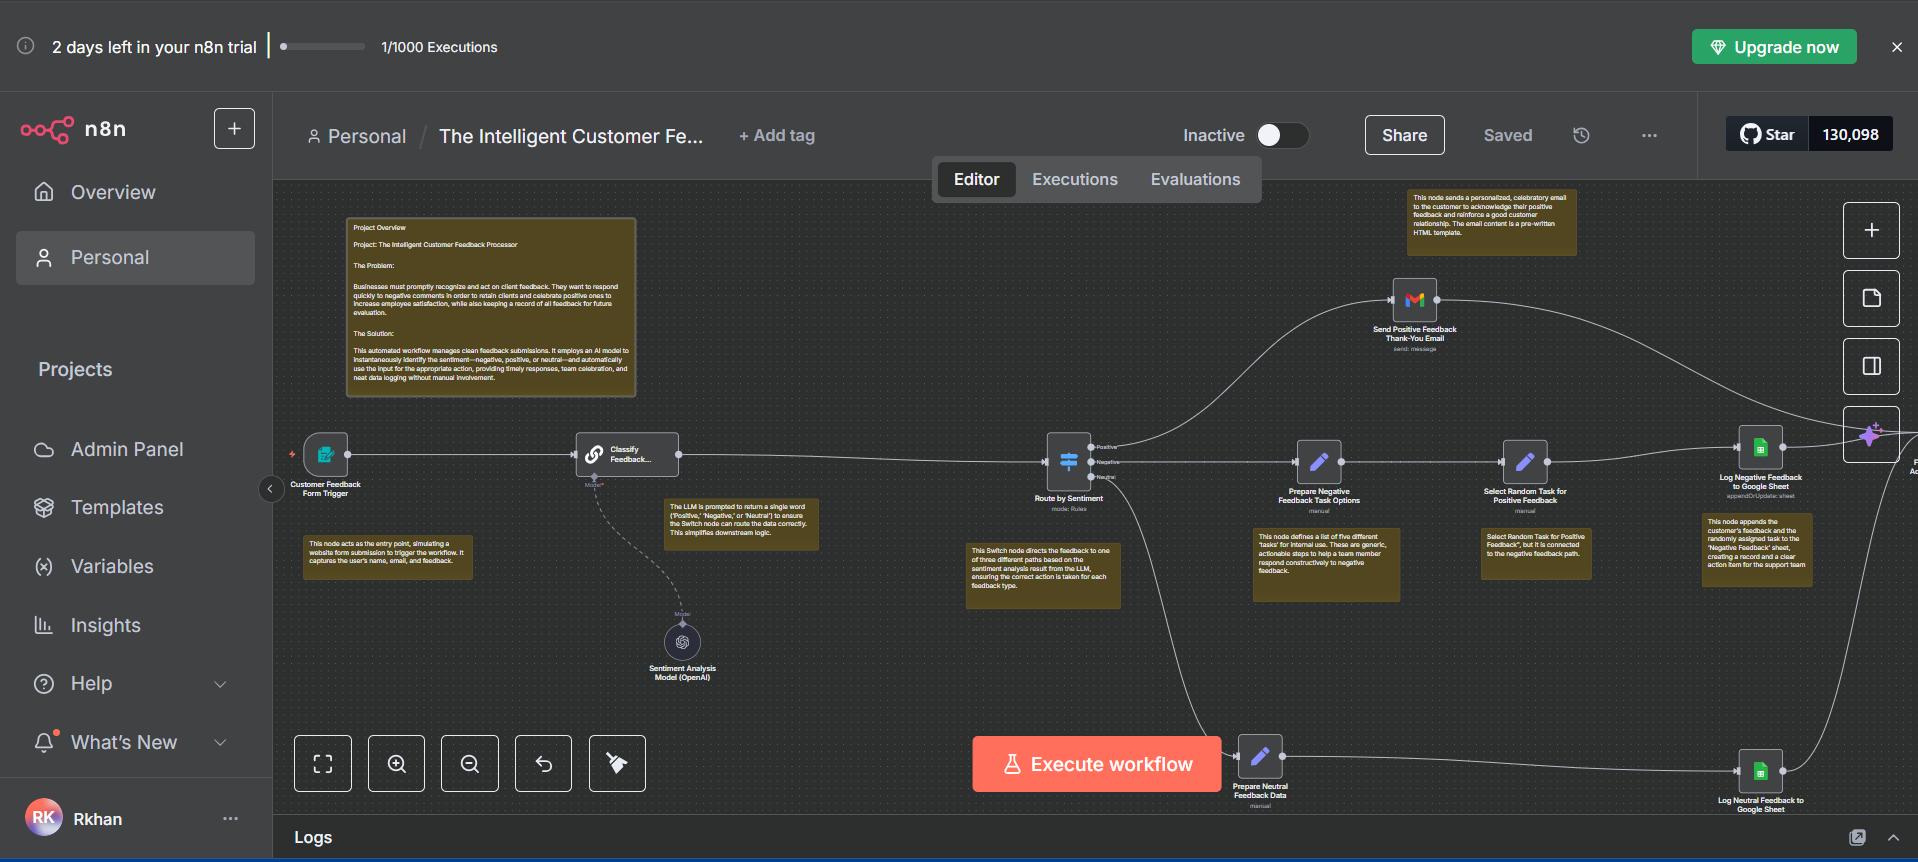 2 days left in your n8n trial
1/1000 Executions
Upgrade now
n8n
Personal / The Intelligent Customer Fe...
+ Add tag
Inactive
Share
Saved
Star
130,098
Editor
Executions
Evaluations
Overview
Personal
Projects
Admin Panel
Templates
Variables
Insights
Help
What's New
RK
Rkhan
Project Overview
Project: The Intelligent Customer Feedback Processor
The Problem:
Businesses must promptly recognize and act on client feedback. They want to respond
quickly to negative comments in order to retain clients and celebrate positive ones to
increase employee satisfaction, while also keeping a record of all feedback for future
evaluation.
The Solution:
This automated workflow manages clean feedback submissions. It employs an AI model to
instantaneously identify the sentiment—negative, positive, or neutral—and automatically
use the input for the appropriate action, providing timely responses, team celebration, and
neat data logging without manual involvement.
This node sends a personalized, celebratory email
to the customer to acknowledge their positive
feedback and reinforce a good customer
relationship. The email content is a pre-written
HTML template.
Send Positive Feedback
Thank-You Email
send: message
Customer Feedback
Form Trigger
This node acts as the entry point, simulating a
website form submission to trigger the workflow. It
captures the user's name, email, and feedback.
Classify
Feedback...
Model*
The LLM is prompted to return a single word
('Positive,' 'Negative,' or 'Neutral') to ensure
the Switch node can route the data correctly.
This simplifies downstream logic.
Model
Sentiment Analysis
Model (OpenAI)
Positive
Negative
Neutral
Route by Sentiment
mode: Rules
This Switch node directs the feedback to one
of three different paths based on the
sentiment analysis result from the LLM,
ensuring the correct action is taken for each
feedback type.
Prepare Negative
Feedback Task Options
manual
This node defines a list of five different
'tasks' for internal use. These are generic,
actionable steps to help a team member
respond constructively to negative
feedback.
Select Random Task for
Positive Feedback
manual
Select Random Task for Positive
Feedback", but it is connected
to the negative feedback path.
Log Negative Feedback
to Google Sheet
appendOrUpdate: sheet
This node appends the
customer's feedback and the
randomly assigned task to the
'Negative Feedback' sheet,
creating a record and a clear
action item for the support team
Prepare Neutral
Feedback Data
manual
Log Neutral Feedback to
Google Sheet
Execute workflow
Logs